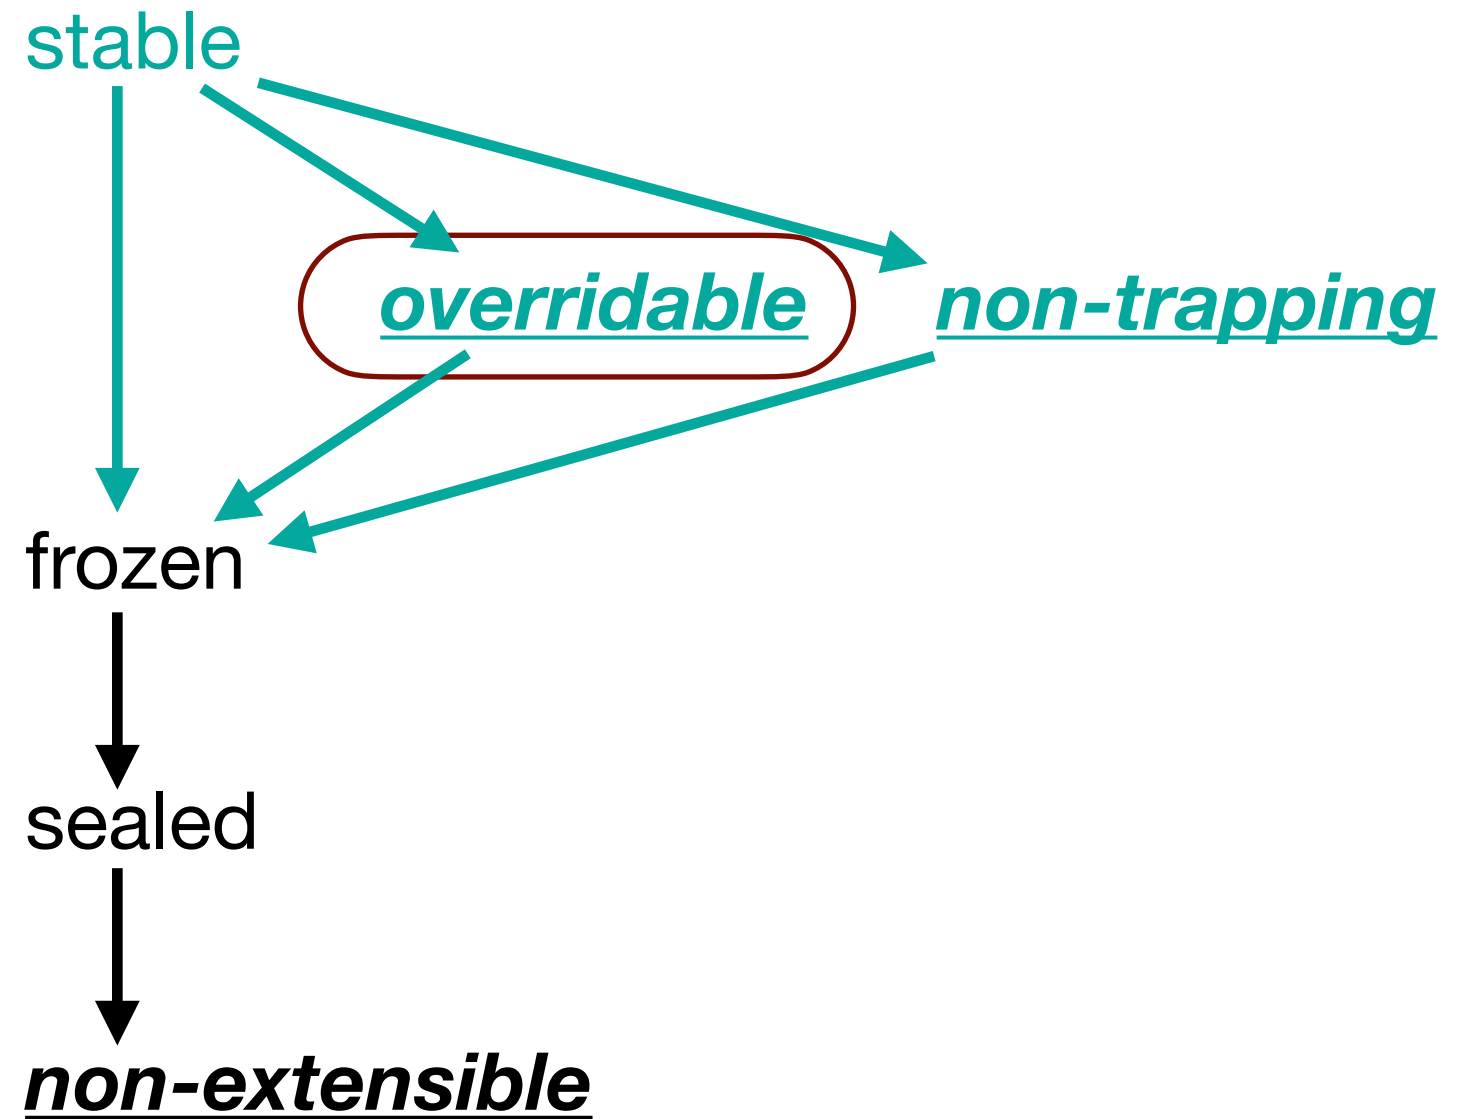 stable
overridable non-trapping
frozen
sealed
non-extensible